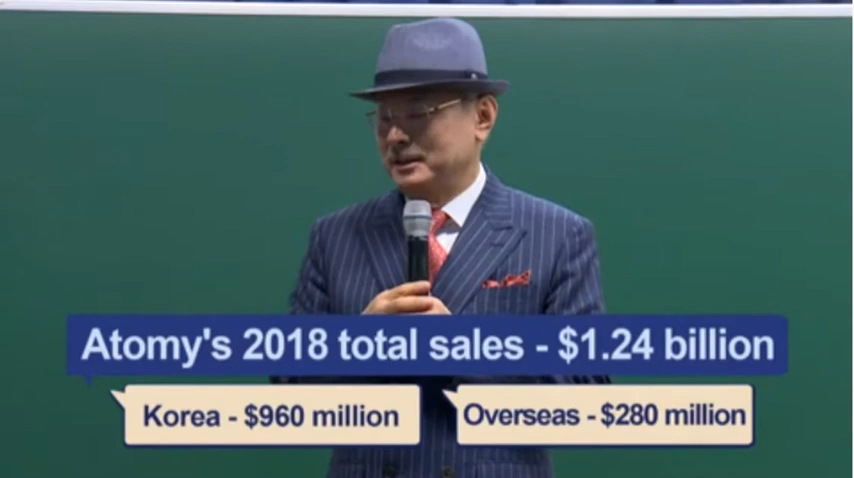 Atomy's 2018 total sales - $1.24 billion
Korea - $960 million
Overseas - $280 million